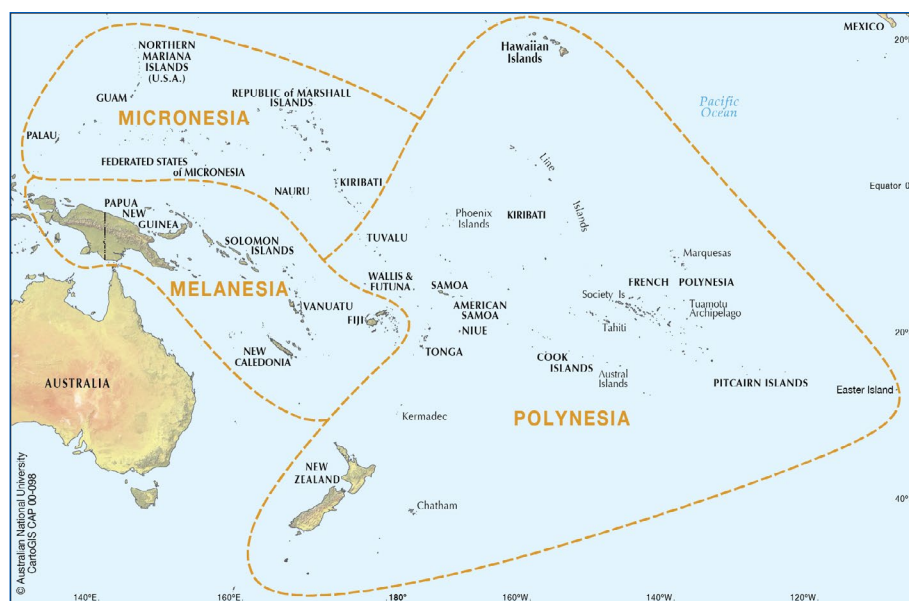 MEXICO
20°
NORTHERN
MARIANA
ISLANDS
(U.S.A.)
Hawaiian
Islands
GUAM
REPUBLIC of MARSHALL
ISLANDS
Pacific
Ocean
MICRONESIA
PALAU
FEDERATED STATES
of MICRONESIA
Line
Islands
NAURU
KIRIBATI
Equator 0
PAPUA
NEW
GUINEA
Phoenix
Islands
KIRIBATI
SOLOMON
ISLANDS
TUVALU
Marquesas
MELANESIA
WALLIS &
FUTUNA
SAMOA
FRENCH POLYNESIA
VANUATU
FIJI
AMERICAN
SAMOA
Society Is
Tuamotu
Archipelago
NIUE
Tahiti
NEW
CALEDONIA
TONGA
COOK
ISLANDS
Austral
Islands
AUSTRALIA
PITCAIRN ISLANDS
Easter Island
Kermadec
POLYNESIA
NEW
ZEALAND
Chatham
40°
© Australian National University
CartoGIS CAP 00-098
140°E
160°E
180°
160°W
140°W
120°W